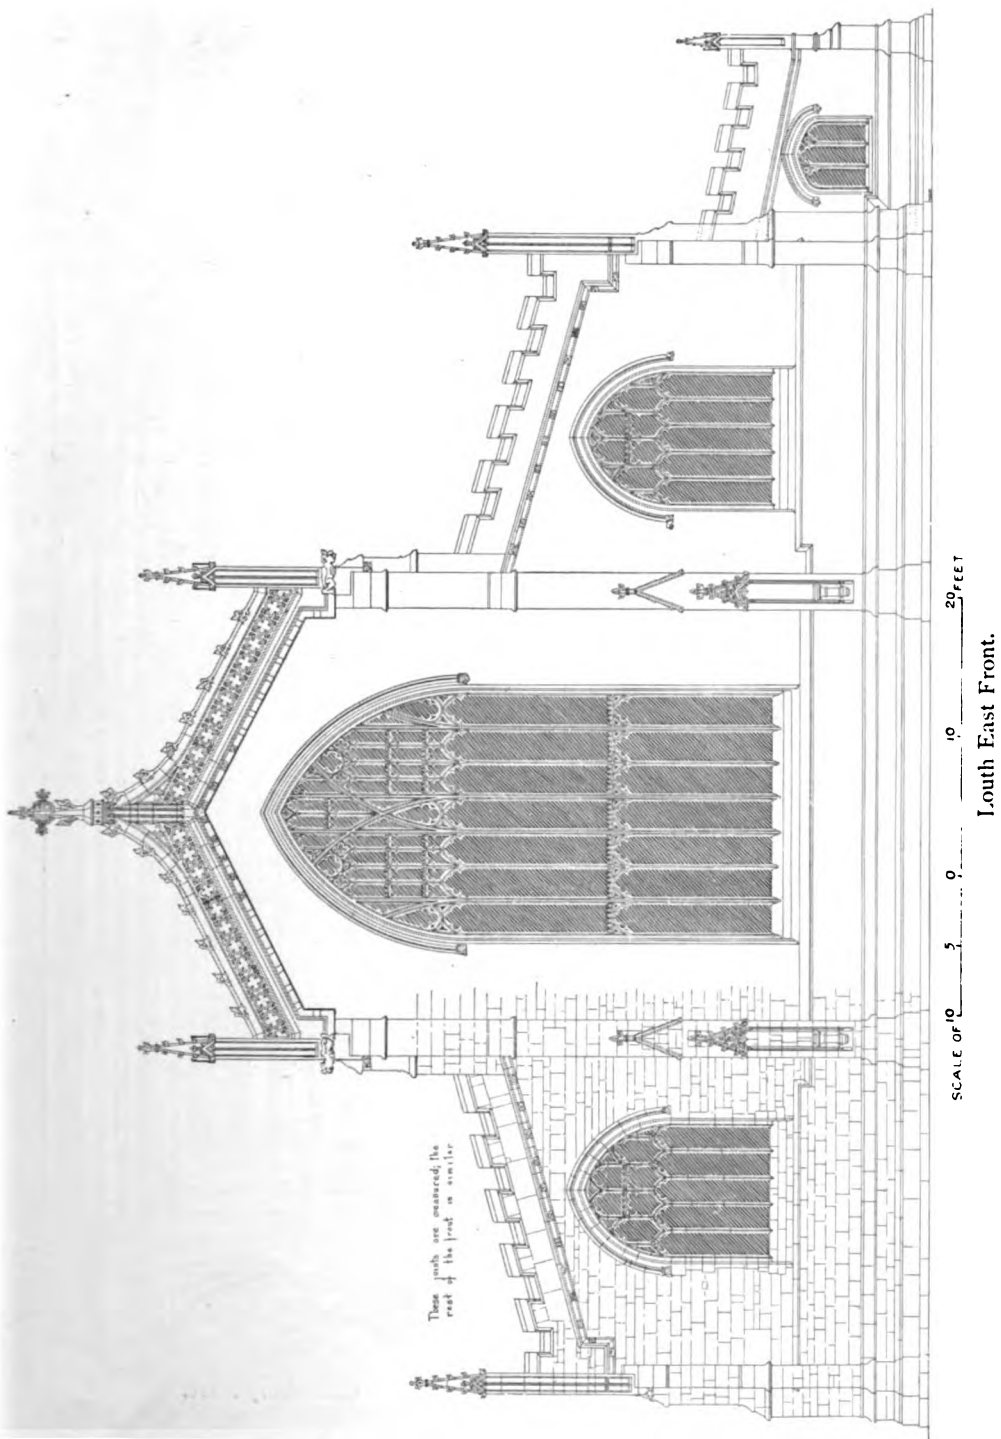 These joints are measured; the
rest of the front is similar
SCALE OF 10 5 0 10 20 FEET
Louth East Front.